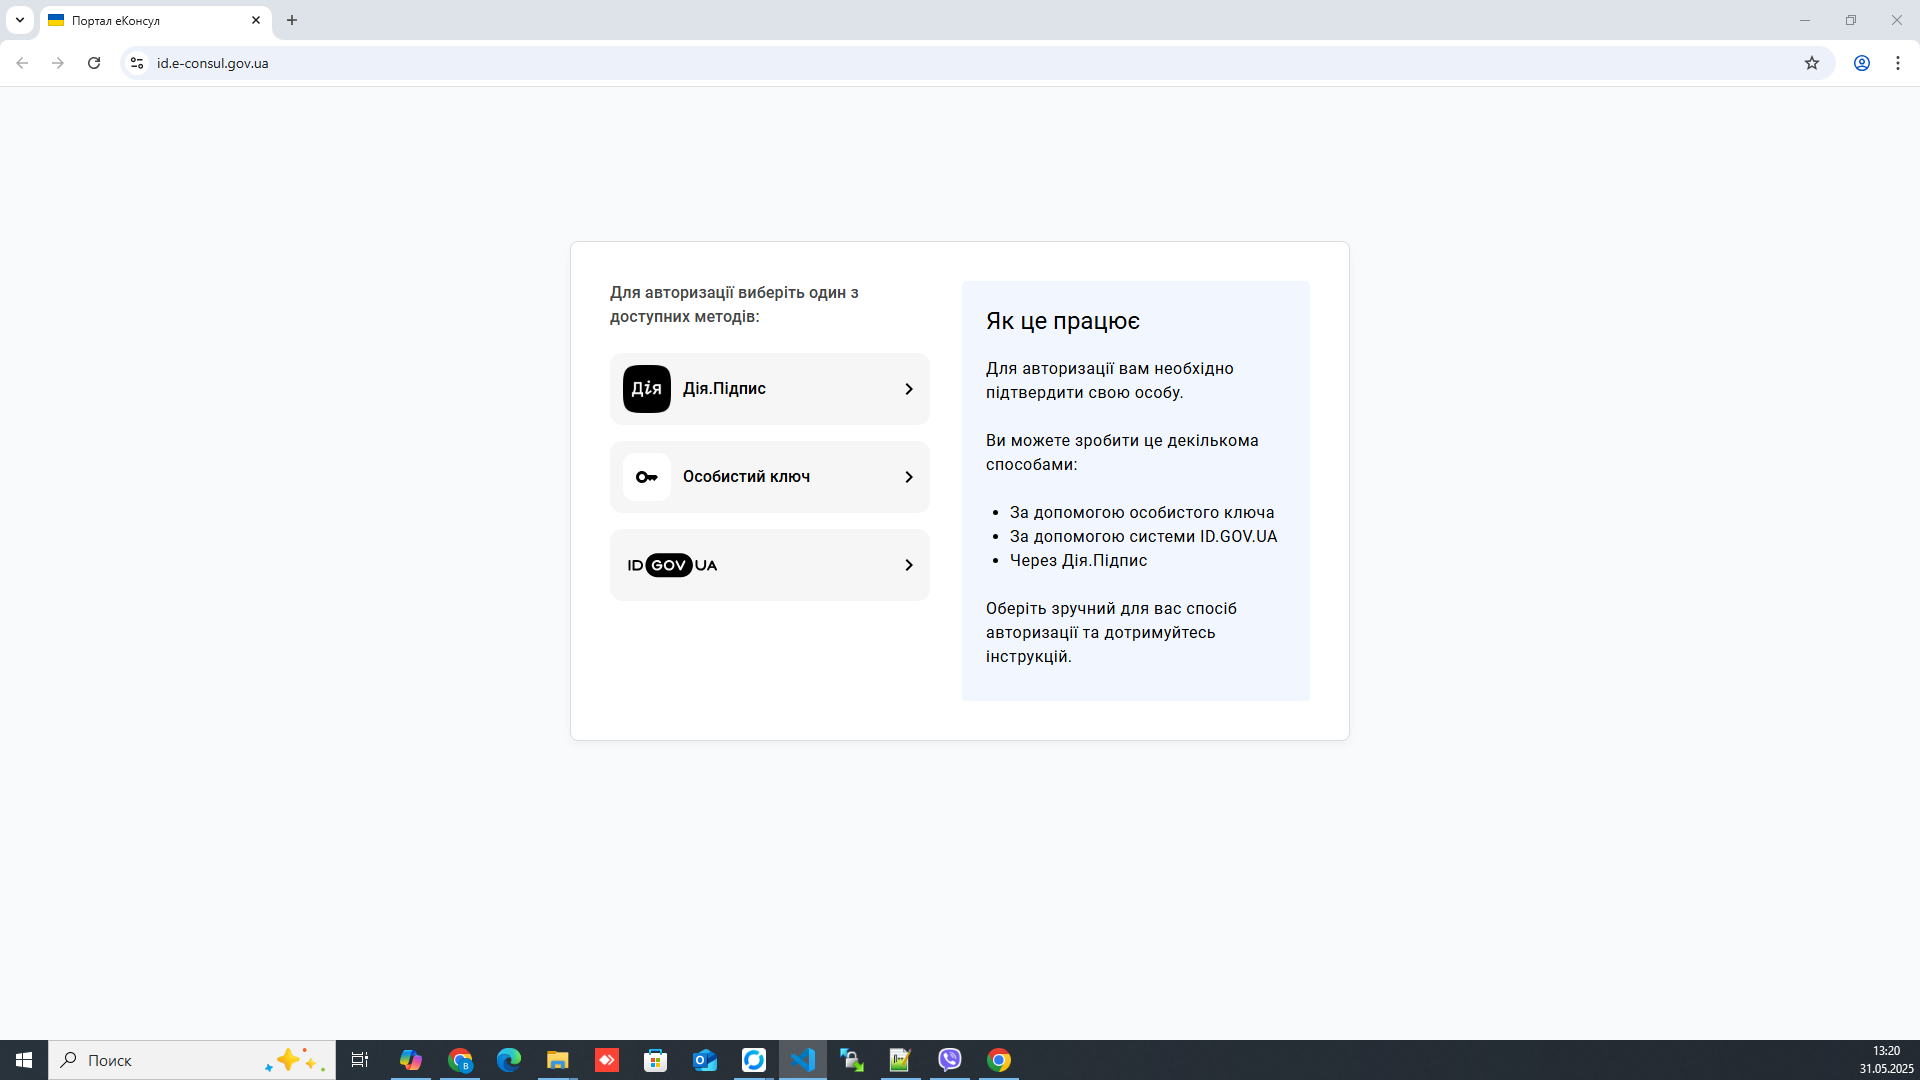 Портал еКонсул
id.e-consul.gov.ua
Для авторизації виберіть один з
доступних методів:
Дія Дія.Підпис
Особистий ключ
ID GOV UA
Як це працює
Для авторизації вам необхідно
підтвердити свою особу.
Ви можете зробити це декількома
способами:
• За допомогою особистого ключа
• За допомогою системи ID.GOV.UA
• Через Дія.Підпис
Оберіть зручний для вас спосіб
авторизації та дотримуйтесь
інструкцій.
Поиск
13:20
31.05.2025